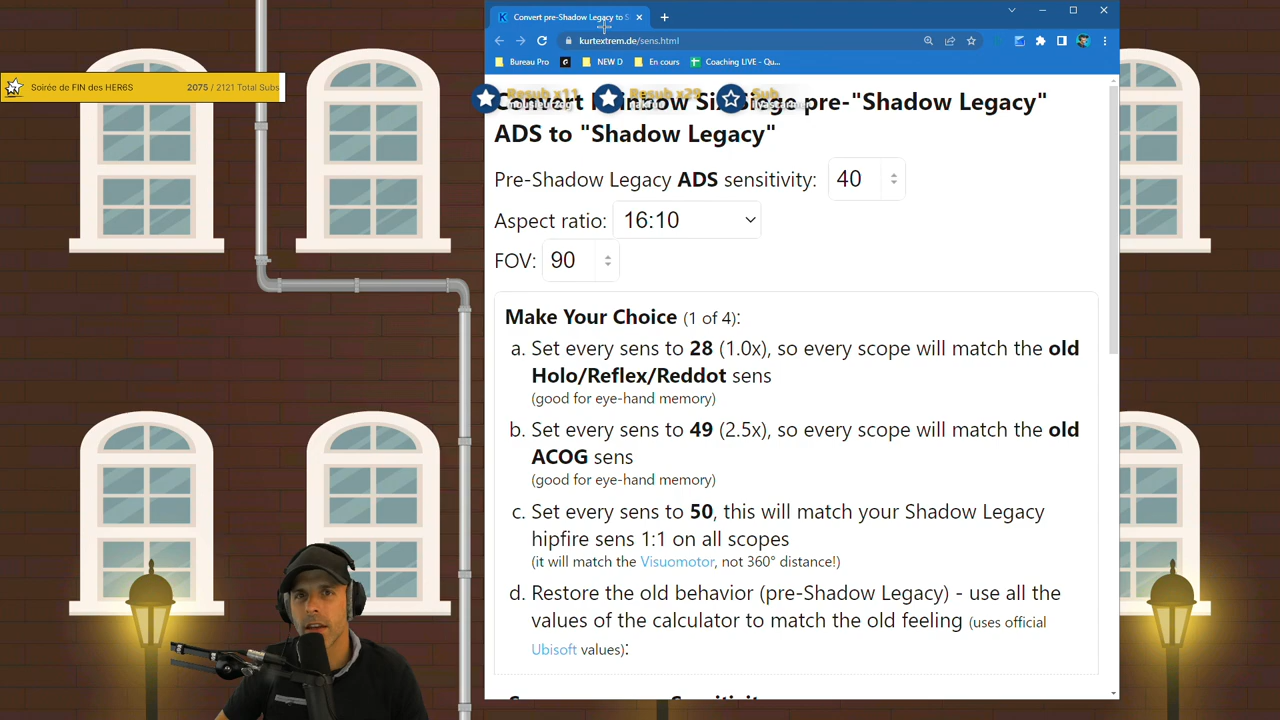 Convert pre-Shadow Legacy to S
kurtextrem.de/sens.html
Bureau Pro
NEW D
En cours
Coaching LIVE - Qu...
Soirée de FIN des HER6S
2075 / 2121 Total Subs
Resub x11
Resub x29
Sub
pre-"Shadow Legacy"
ADS to "Shadow Legacy"
Pre-Shadow Legacy ADS sensitivity: 40
Aspect ratio: 16:10
FOV: 90
Make Your Choice (1 of 4):
a. Set every sens to 28 (1.0x), so every scope will match the old
Holo/Reflex/Reddot sens
(good for eye-hand memory)
b. Set every sens to 49 (2.5x), so every scope will match the old
ACOG sens
(good for eye-hand memory)
c. Set every sens to 50, this will match your Shadow Legacy
hipfire sens 1:1 on all scopes
(it will match the Visuomotor, not 360° distance!)
d. Restore the old behavior (pre-Shadow Legacy) - use all the
values of the calculator to match the old feeling (uses official
Ubisoft values):